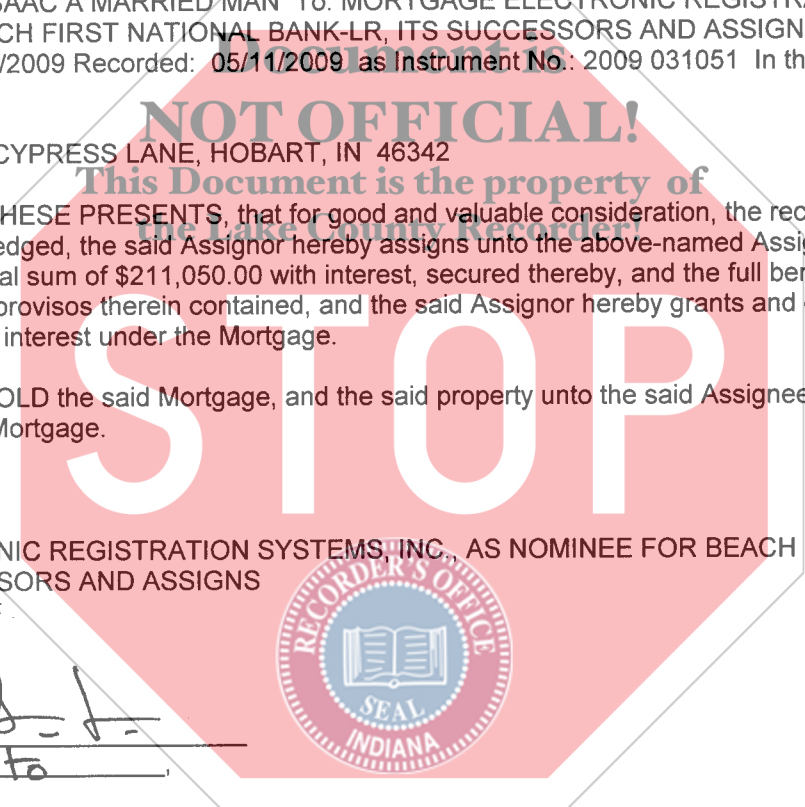 SAAC A MARRIED MAN To: MORTGAGE ELECTRONIC REGISTRA
CH FIRST NATIONAL BANK-LR, ITS SUCCESSORS AND ASSIGN
/2009 Recorded: 05/11/2009 as Instrument No.: 2009 031051 In th
Document is
NOT OFFICIAL!
CYPRESS LANE, HOBART, IN 46342
This Document is the property of
the Lake County Recorder!
HESE PRESENTS, that for good and valuable consideration, the rec
edged, the said Assignor hereby assigns unto the above-named Assig
al sum of $211,050.00 with interest, secured thereby, and the full ber
provisos therein contained, and the said Assignor hereby grants and
interest under the Mortgage.
STOP
OLD the said Mortgage, and the said property unto the said Assignee
Mortgage.
NIC REGISTRATION SYSTEMS, INC., AS NOMINEE FOR BEACH
SORS AND ASSIGNS
RECORDER'S OFFICE
SEAL
INDIANA
to